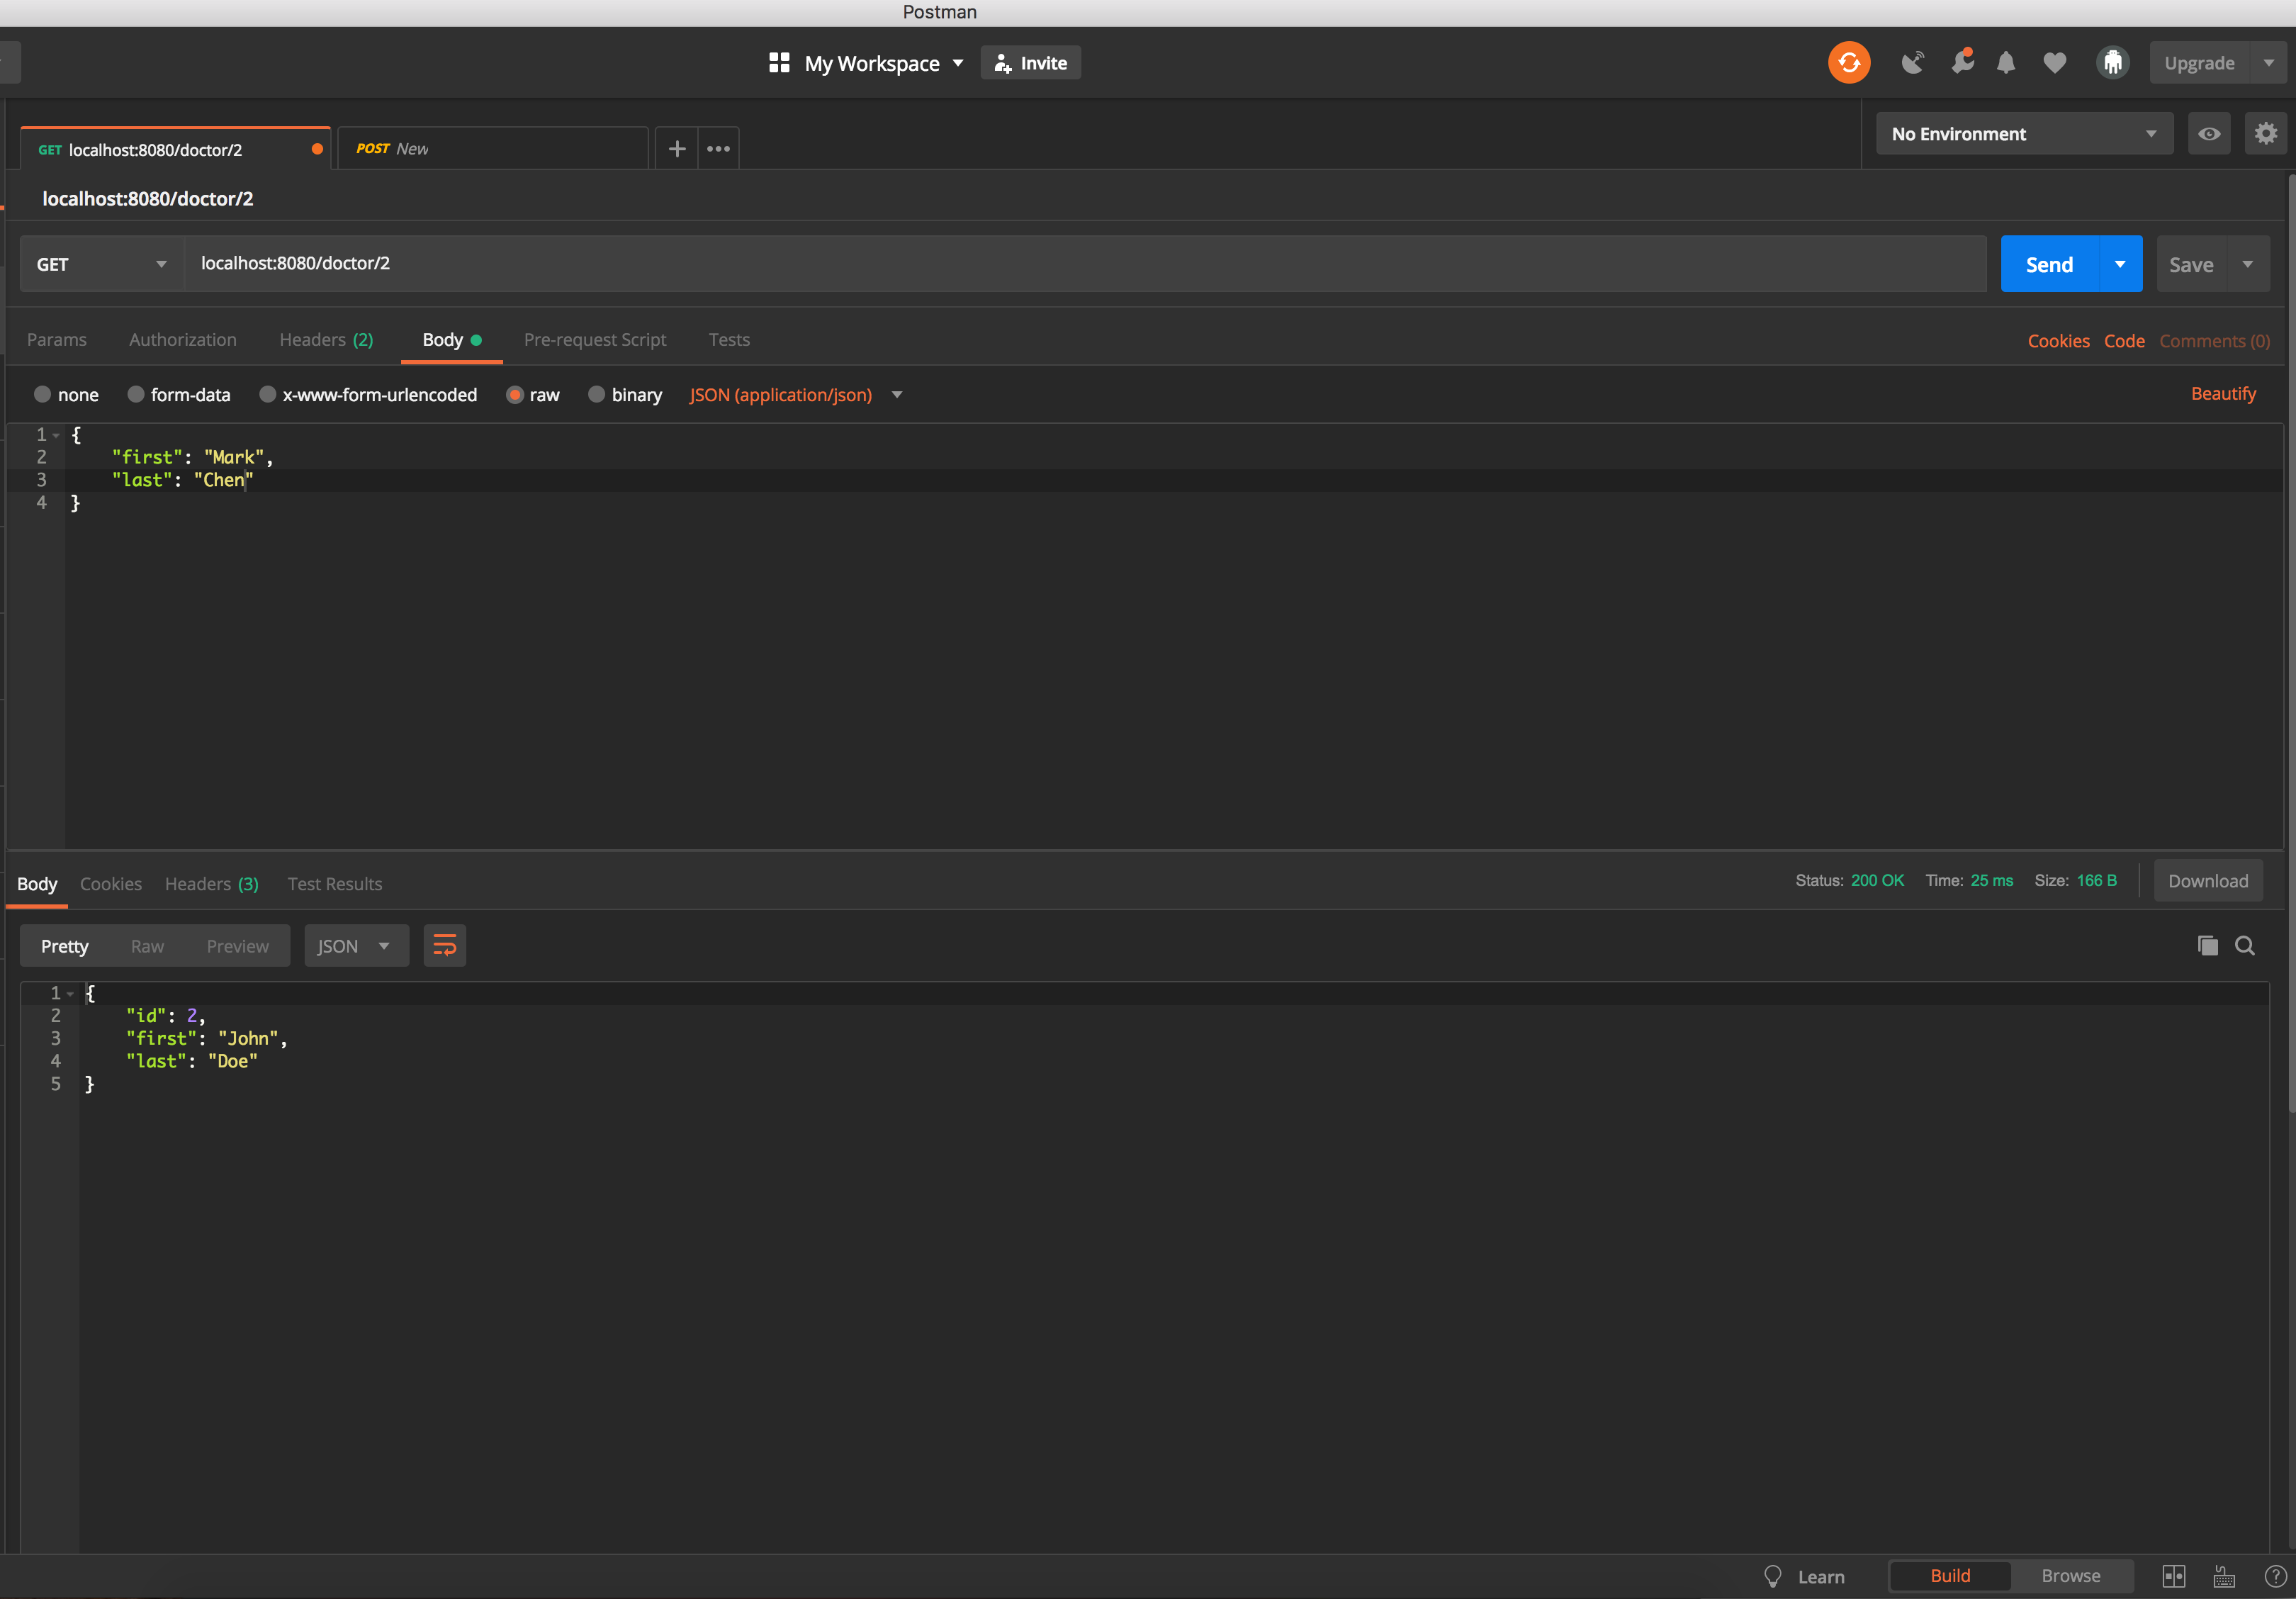 Postman
My Workspace Invite Upgrade
GET localhost:8080/doctor/2 POST New No Environment
localhost:8080/doctor/2
GET localhost:8080/doctor/2 Send Save
Params Authorization Headers (2) Body Pre-request Script Tests Cookies Code Comments (0)
none form-data x-www-form-urlencoded raw binary JSON (application/json) Beautify
1 {
2 "first": "Mark",
3 "last": "Chen"
4 }
Body Cookies Headers (3) Test Results Status: 200 OK Time: 25 ms Size: 166 B Download
Pretty Raw Preview JSON
1 {
2 "id": 2,
3 "first": "John",
4 "last": "Doe"
5 }
Learn Build Browse ?